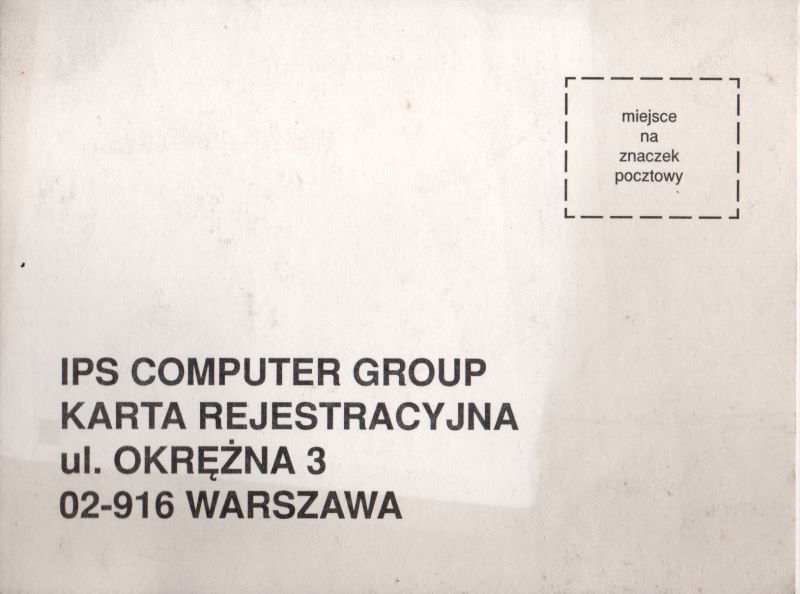 miejsce
na
znaczek
pocztowy
IPS COMPUTER GROUP
KARTA REJESTRACYJNA
ul. OKRĘŻNA 3
02-916 WARSZAWA